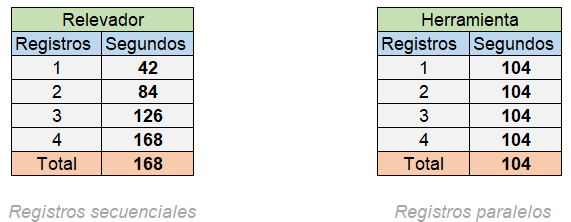 Relevador
Registros Segundos
1 42
2 84
3 126
4 168
Total 168
Registros secuenciales
Herramienta
Registros Segundos
1 104
2 104
3 104
4 104
Total 104
Registros paralelos